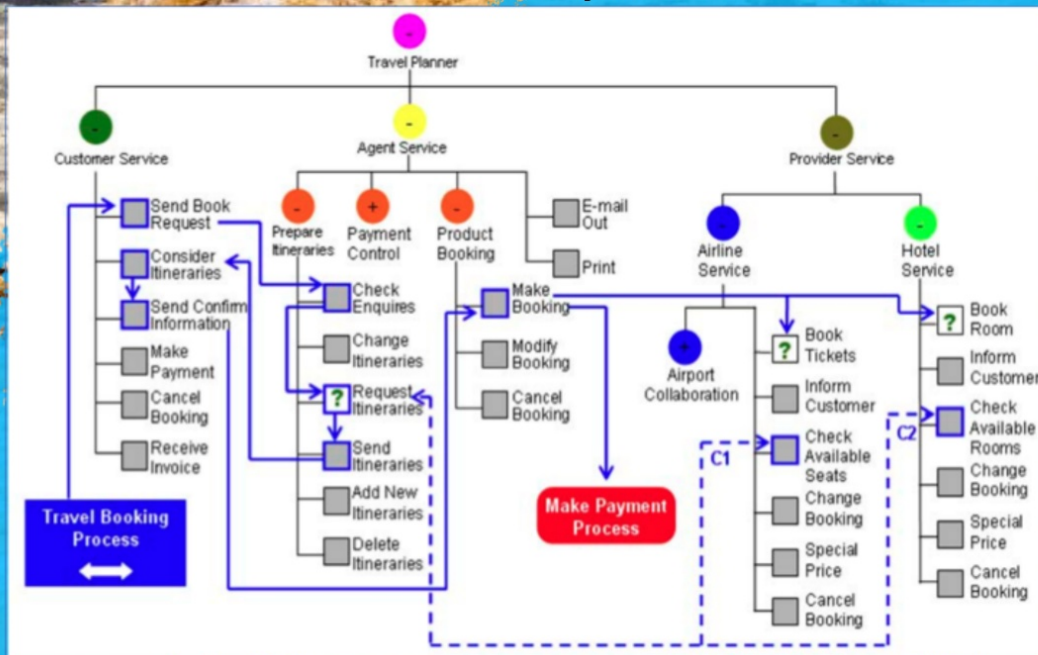 -
Travel Planner
-
Customer Service
-
Agent Service
-
Provider Service
Send Book
Request
Consider
Itineraries
Send Confirm
Information
Make
Payment
Cancel
Booking
Receive
Invoice
Travel Booking
Process
-
Prepare
Itineraries
+
Payment
Control
-
Product
Booking
E-mail
Out
Print
Check
Enquires
Change
Itineraries
?
Request
Itineraries
Send
Itineraries
Add New
Itineraries
Delete
Itineraries
Make
Booking
Modify
Booking
Cancel
Booking
Make Payment
Process
-
Airline
Service
+
Airport
Collaboration
?
Book
Tickets
Inform
Customer
C1
Check
Available
Seats
Change
Booking
Special
Price
Cancel
Booking
-
Hotel
Service
?
Book
Room
Inform
Customer
C2
Check
Available
Rooms
Change
Booking
Special
Price
Cancel
Booking